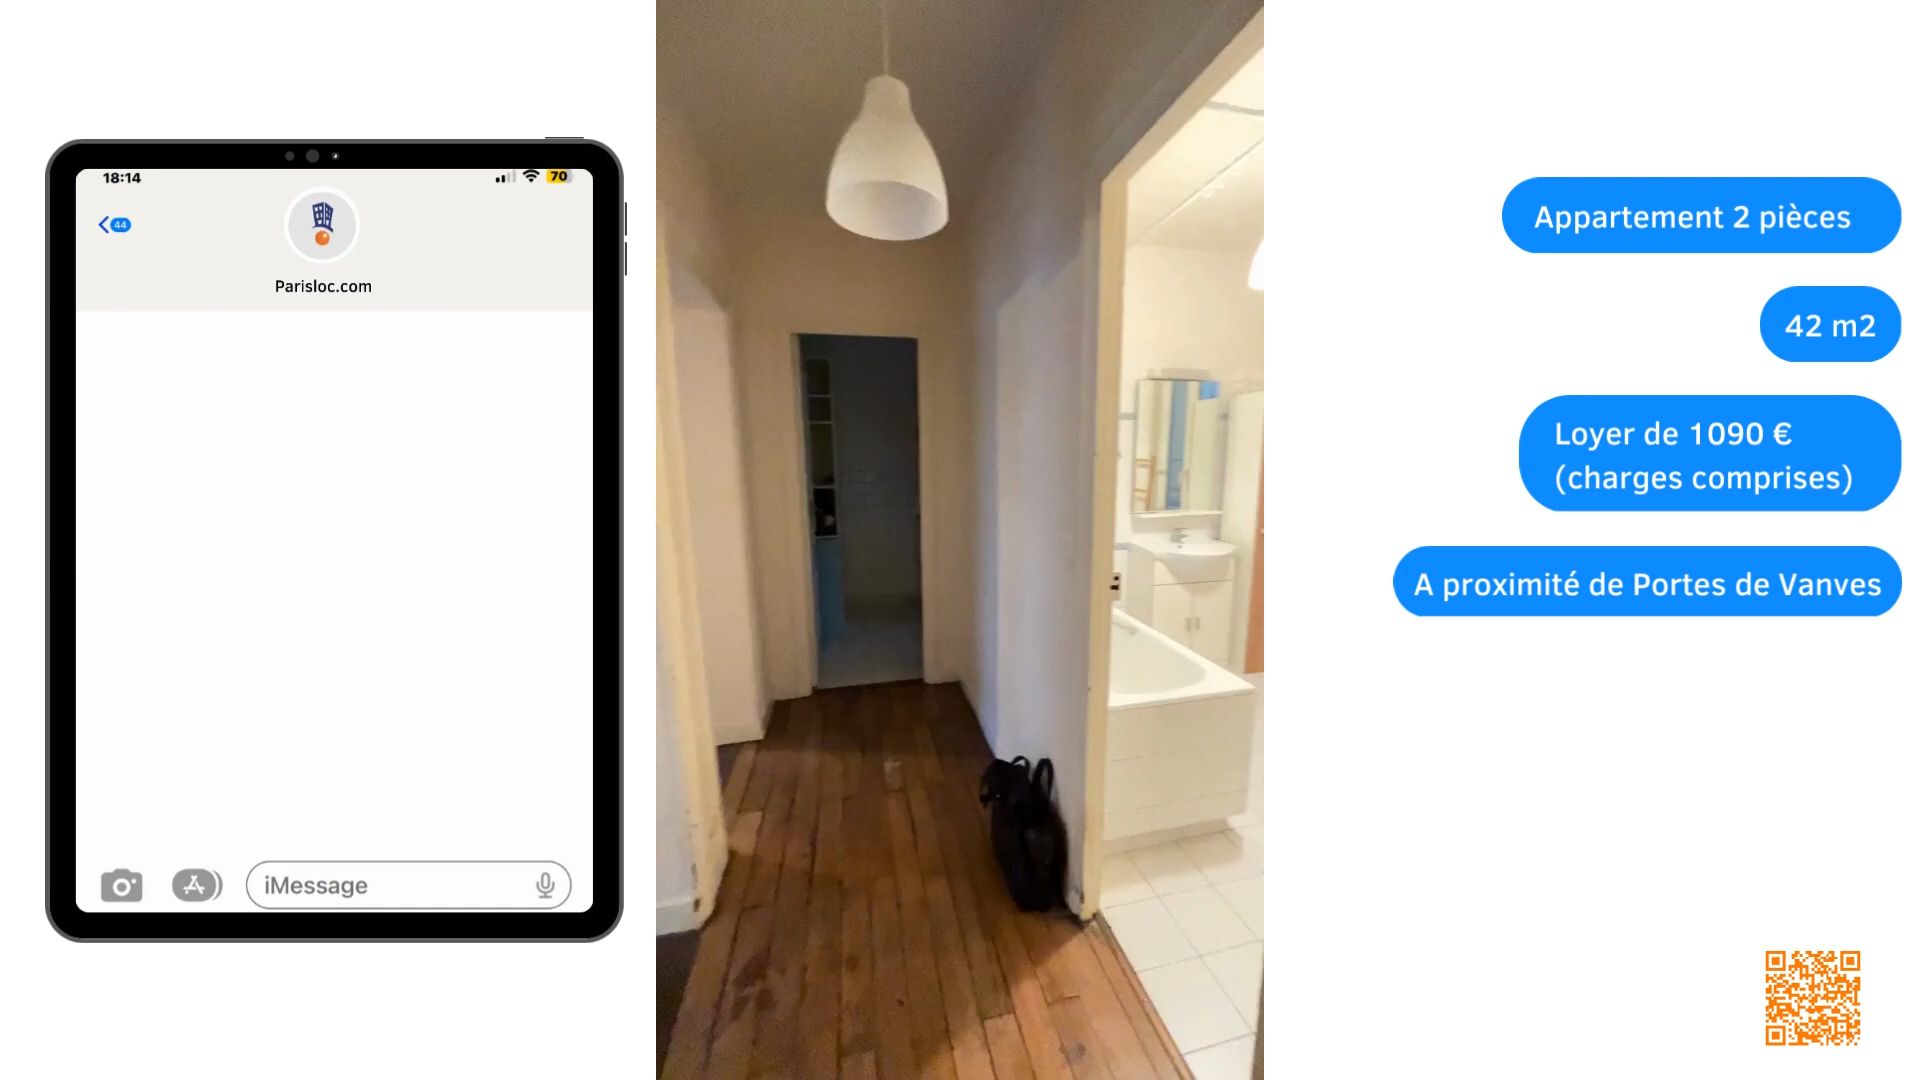 18:14
70
44
Parisloc.com
iMessage
Appartement 2 pièces
42 m2
Loyer de 1090 €
(charges comprises)
A proximité de Portes de Vanves